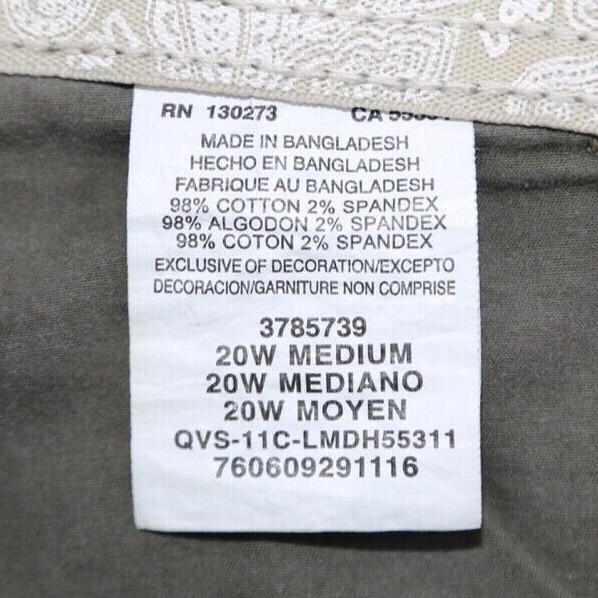 RN 130273 CA
MADE IN BANGLADESH
HECHO EN BANGLADESH
FABRIQUE AU BANGLADESH
98% COTTON 2% SPANDEX
98% ALGODON 2% SPANDEX
98% COTON 2% SPANDEX
EXCLUSIVE OF DECORATION/EXCEPTO
DECORACION/GARNITURE NON COMPRISE
3785739
20W MEDIUM
20W MEDIANO
20W MOYEN
QVS-11C-LMDH55311
760609291116